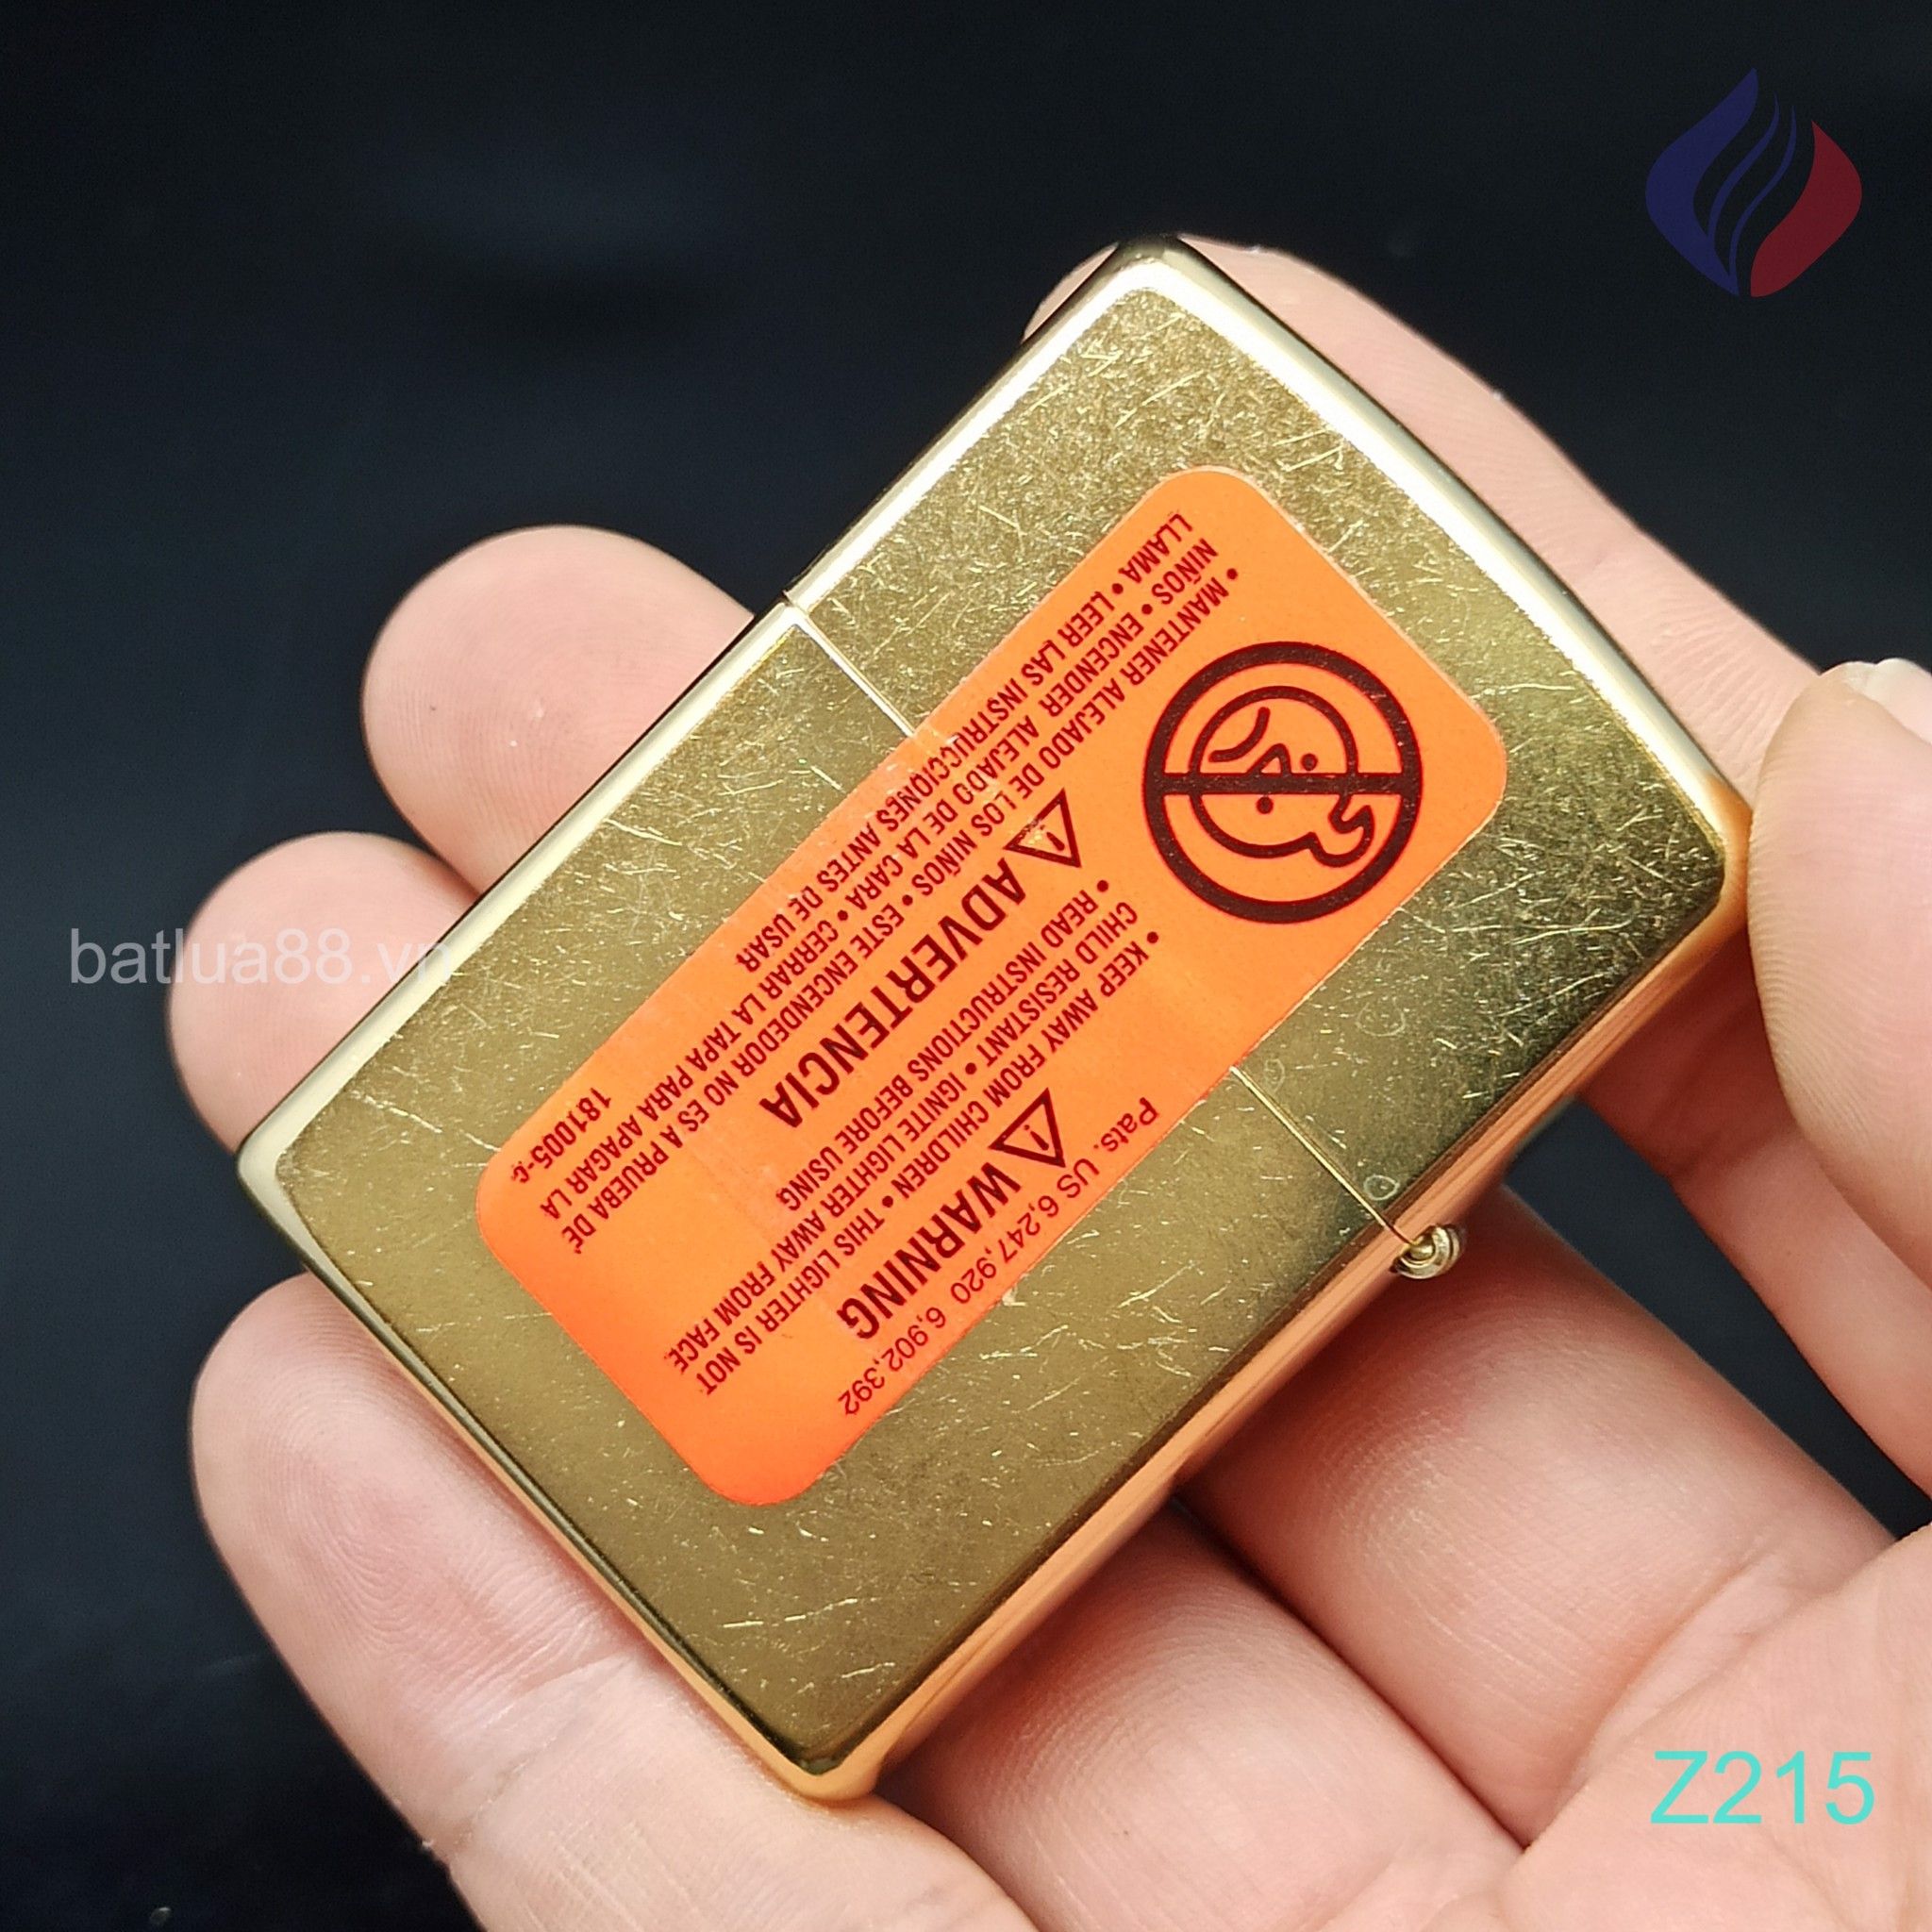 Pats. US 6,247,920 6,902,392
WARNING
• KEEP AWAY FROM CHILDREN • THIS LIGHTER IS NOT
CHILD RESISTANT • IGNITE LIGHTER AWAY FROM FACE
• READ INSTRUCTIONS BEFORE USING
ADVERTENCIA
• MANTENER ALEJADO DE LOS NIÑOS • ESTE ENCENDEDOR NO ES A PRUEBA DE
NIÑOS • ENCENDER ALEJADO DE LA CARA • CERRAR LA TAPA PARA APAGAR LA
LLAMA • LEER LAS INSTRUCCIONES ANTES DE USAR
181005-c
batlua88.vn
Z215